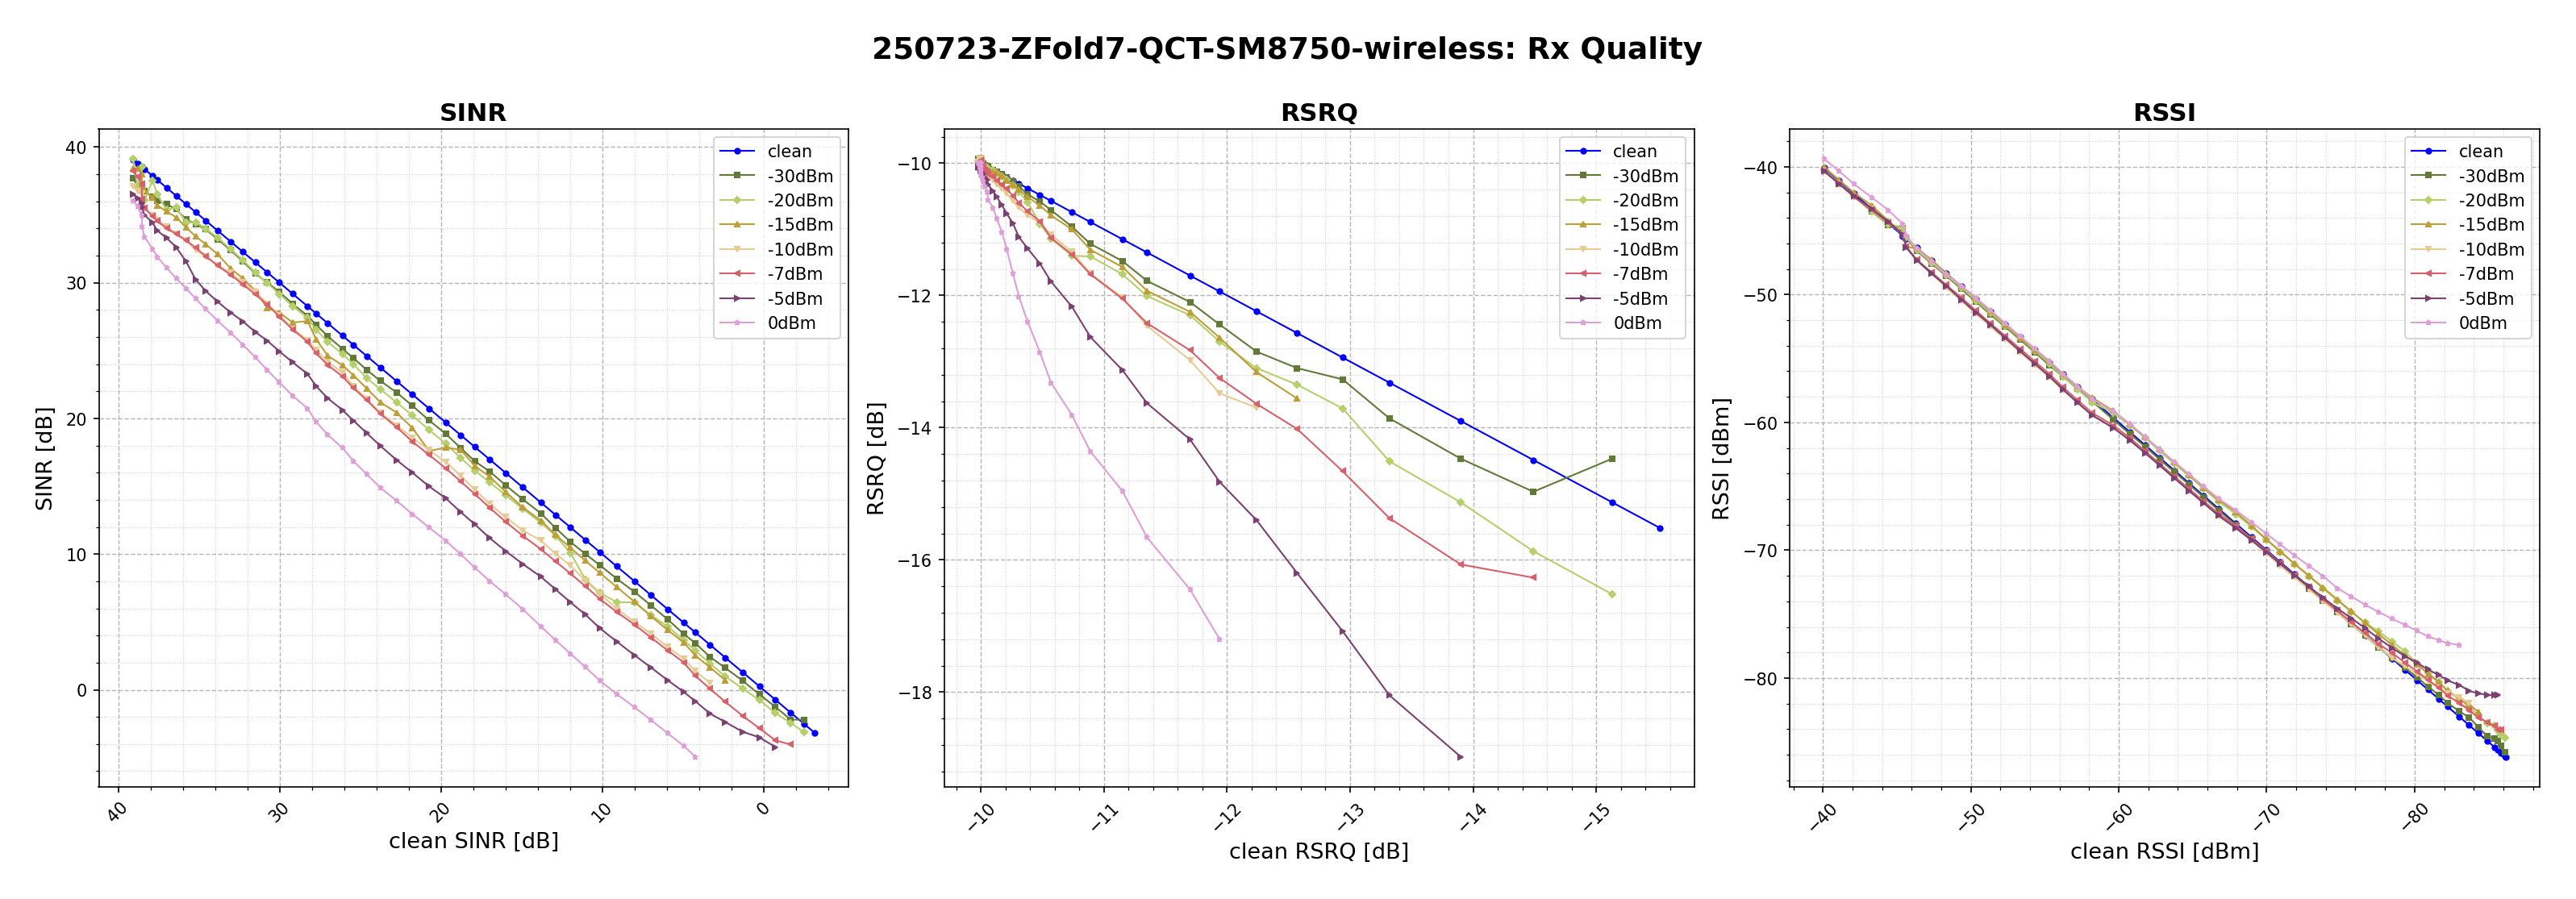 250723-ZFold7-QCT-SM8750-wireless: Rx Quality
SINR
40
30
20
10
0
SINR [dB]
40
30
20
10
0
clean SINR [dB]
clean
-30dBm
-20dBm
-15dBm
-10dBm
-7dBm
-5dBm
0dBm
RSRQ
−10
−12
−14
−16
−18
RSRQ [dB]
−10
−11
−12
−13
−14
−15
clean RSRQ [dB]
clean
-30dBm
-20dBm
-15dBm
-10dBm
-7dBm
-5dBm
0dBm
RSSI
−40
−50
−60
−70
−80
RSSI [dBm]
−40
−50
−60
−70
−80
clean RSSI [dBm]
clean
-30dBm
-20dBm
-15dBm
-10dBm
-7dBm
-5dBm
0dBm